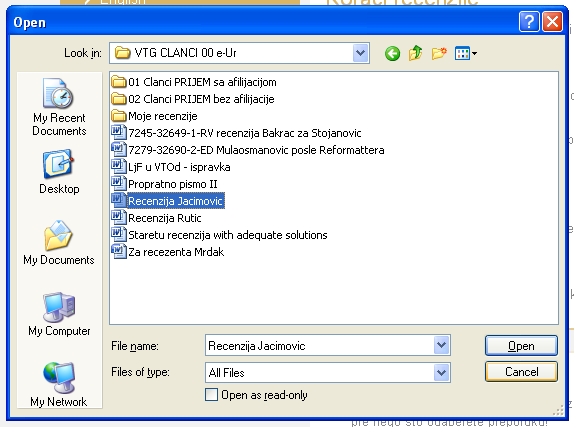 English
Koraci recenzije
Open
Look in:
VTG CLANCI 00 e-Ur
My Recent Documents
Desktop
My Documents
My Computer
My Network
01 Clanci PRIJEM sa afilijacijom
02 Clanci PRIJEM bez afilijacije
Moje recenzije
7245-32649-1-RV recenzija Bakrac za Stojanovic
7279-32690-2-ED Mulaosmanovic posle Reformattera
LjF u VTOd - ispravka
Propratno pismo II
Recenzija Jacimovic
Recenzija Rutic
Staretu recenzija with adequate solutions
Za recezenta Mrdak
File name:
Recenzija Jacimovic
Open
Files of type:
All Files
Cancel
Open as read-only
pre nego što odaberete preporuku!